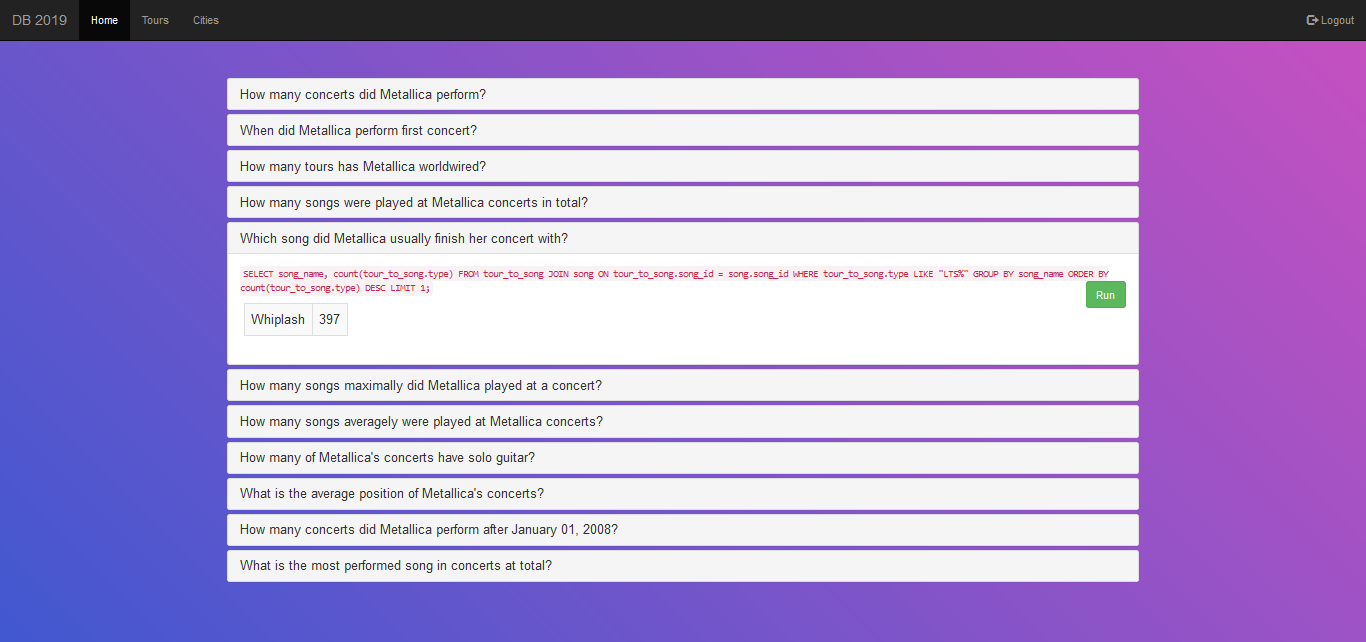 DB 2019 Home Tours Cities Logout
How many concerts did Metallica perform?
When did Metallica perform first concert?
How many tours has Metallica worldwired?
How many songs were played at Metallica concerts in total?
Which song did Metallica usually finish her concert with?
SELECT song_name, count(tour_to_song.type) FROM tour_to_song JOIN song ON tour_to_song.song_id = song.song_id WHERE tour_to_song.type LIKE "LTS%" GROUP BY song_name ORDER BY
count(tour_to_song.type) DESC LIMIT 1;
Run
Whiplash 397
How many songs maximally did Metallica played at a concert?
How many songs averagely were played at Metallica concerts?
How many of Metallica's concerts have solo guitar?
What is the average position of Metallica's concerts?
How many concerts did Metallica perform after January 01, 2008?
What is the most performed song in concerts at total?